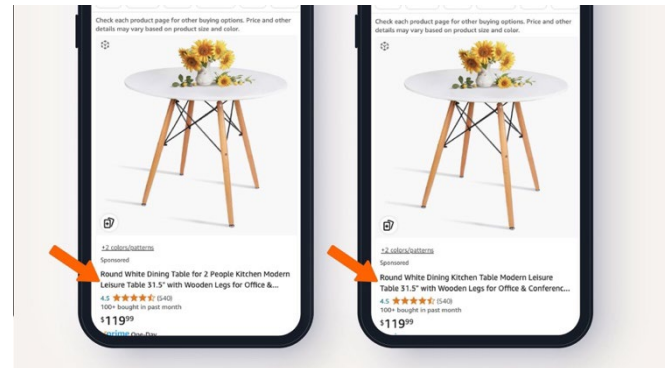 Check each product page for other buying options. Price and other
details may vary based on product size and color.
+2 colors/patterns
Sponsored
Round White Dining Table for 2 People Kitchen Modern
Leisure Table 31.5" with Wooden Legs for Office &...
4.5 (540)
100+ bought in past month
$11999
prime One-Day
Check each product page for other buying options. Price and other
details may vary based on product size and color.
+2 colors/patterns
Sponsored
Round White Dining Kitchen Table Modern Leisure
Table 31.5" with Wooden Legs for Office & Conferenc...
4.5 (540)
100+ bought in past month
$11999